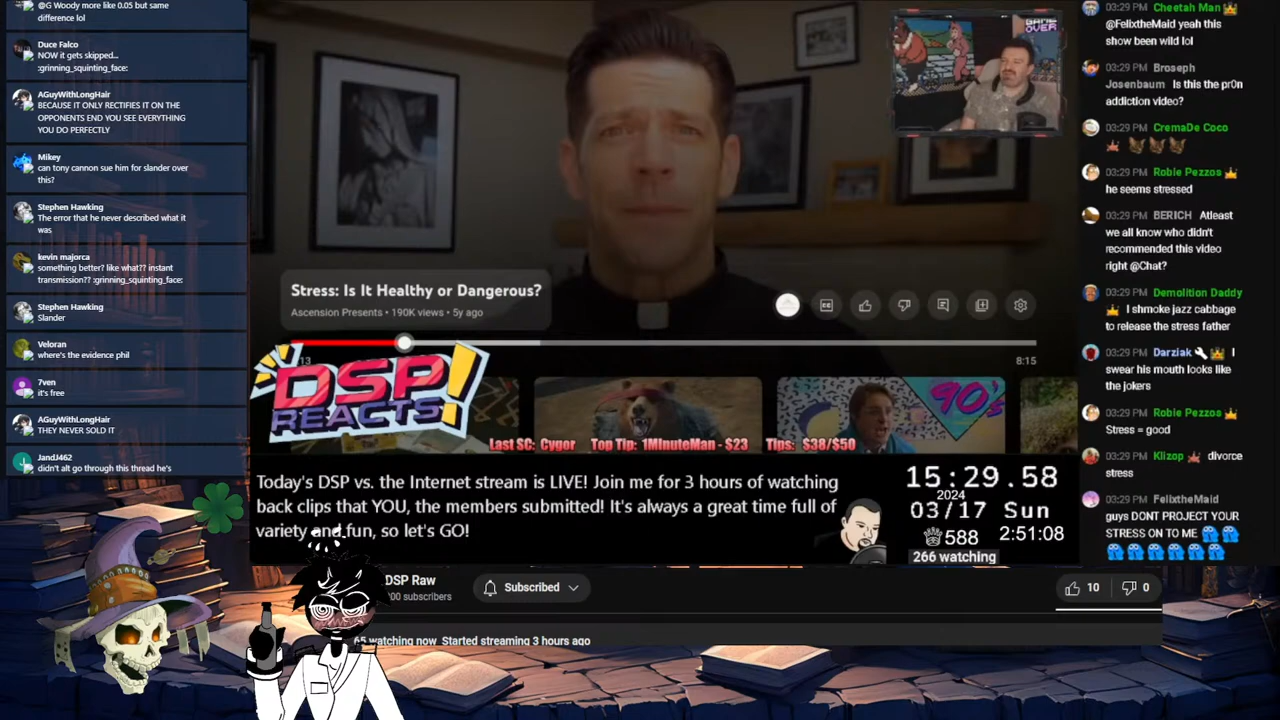 @G Woody more like 0.05 but same
difference lol
Duce Falco
NOW it gets skipped...
:grinning_squinting_face:
AGuyWithLongHair
BECAUSE IT ONLY RECTIFIES IT ON THE
OPPONENTS END YOU SEE EVERYTHING
YOU DO PERFECTLY
Mikey
can tony cannon sue him for slander over
this?
Stephen Hawking
The error that he never described what it
was
kevin majorca
something better? like what?? instant
transmission?? :grinning_squinting_face:
Stephen Hawking
Slander
Veloran
where's the evidence phil
7ven
it's free
AGuyWithLongHair
THEY NEVER SOLD IT
JandJ462
didn't alt go through this thread he's
GAME
OVER
Stress: Is It Healthy or Dangerous?
Ascension Presents • 190K views • 5y ago
:13
8:15
DSP!
REACTS!
90's
Last SC: Cygor Top Tip: 1MinuteMan - $23 Tips: $38/$50
Today's DSP vs. the Internet stream is LIVE! Join me for 3 hours of watching
back clips that YOU, the members submitted! It's always a great time full of
variety and fun, so let's GO!
15:29.58
2024
03/17 Sun
588 2:51:08
266 watching
DSP Raw
00 subscribers
Subscribed
10
0
65 watching now Started streaming 3 hours ago
03:29 PM Cheetah Man
@FelixtheMaid yeah this
show been wild lol
03:29 PM Broseph
Josenbaum Is this the pr0n
addiction video?
03:29 PM CremaDe Coco
03:29 PM Robie Pezzos
he seems stressed
03:29 PM BERICH Atleast
we all know who didn't
recommended this video
right @Chat?
03:29 PM Demolition Daddy
I shmoke jazz cabbage
to release the stress father
03:29 PM Darziak I
swear his mouth looks like
the jokers
03:29 PM Robie Pezzos
Stress = good
03:29 PM Klizop divorce
stress
03:29 PM FelixtheMaid
guys DONT PROJECT YOUR
STRESS ON TO ME